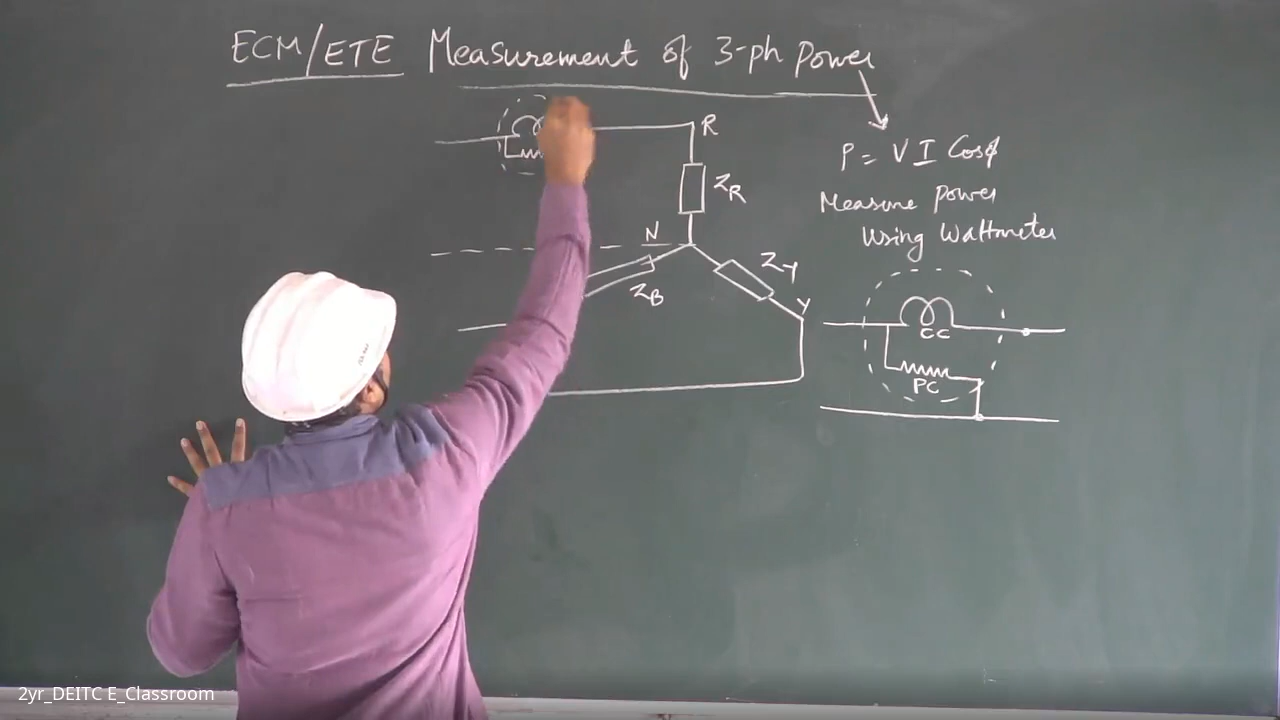 ECM/ETE Measurement of 3-ph Power
R
P = V I Cosϕ
ZR
Measure Power
Using Wattmeter
N
ZY
ZB
Y
CC
PC
2yr_DEITC E_Classroom